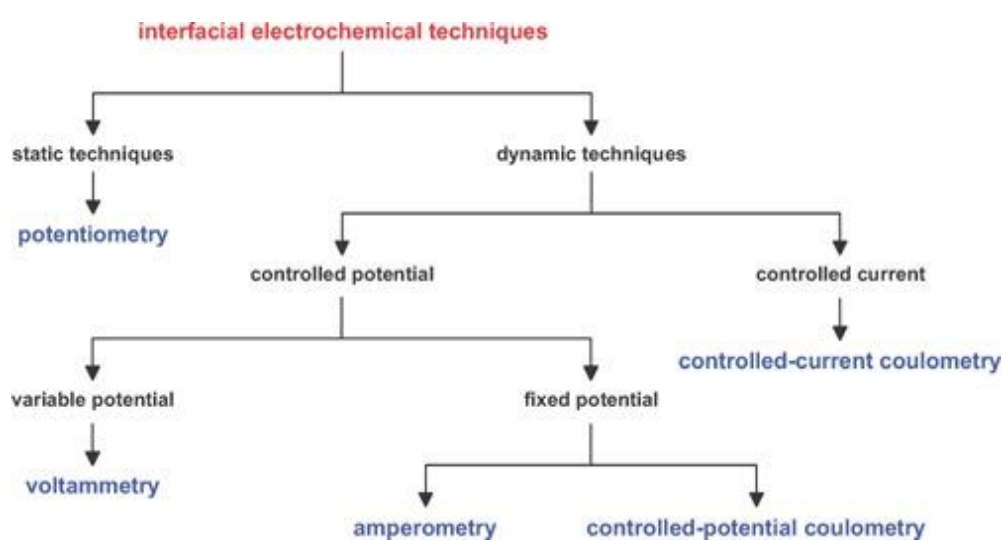 interfacial electrochemical techniques
static techniques
dynamic techniques
potentiometry
controlled potential
controlled current
controlled-current coulometry
variable potential
fixed potential
voltammetry
amperometry
controlled-potential coulometry